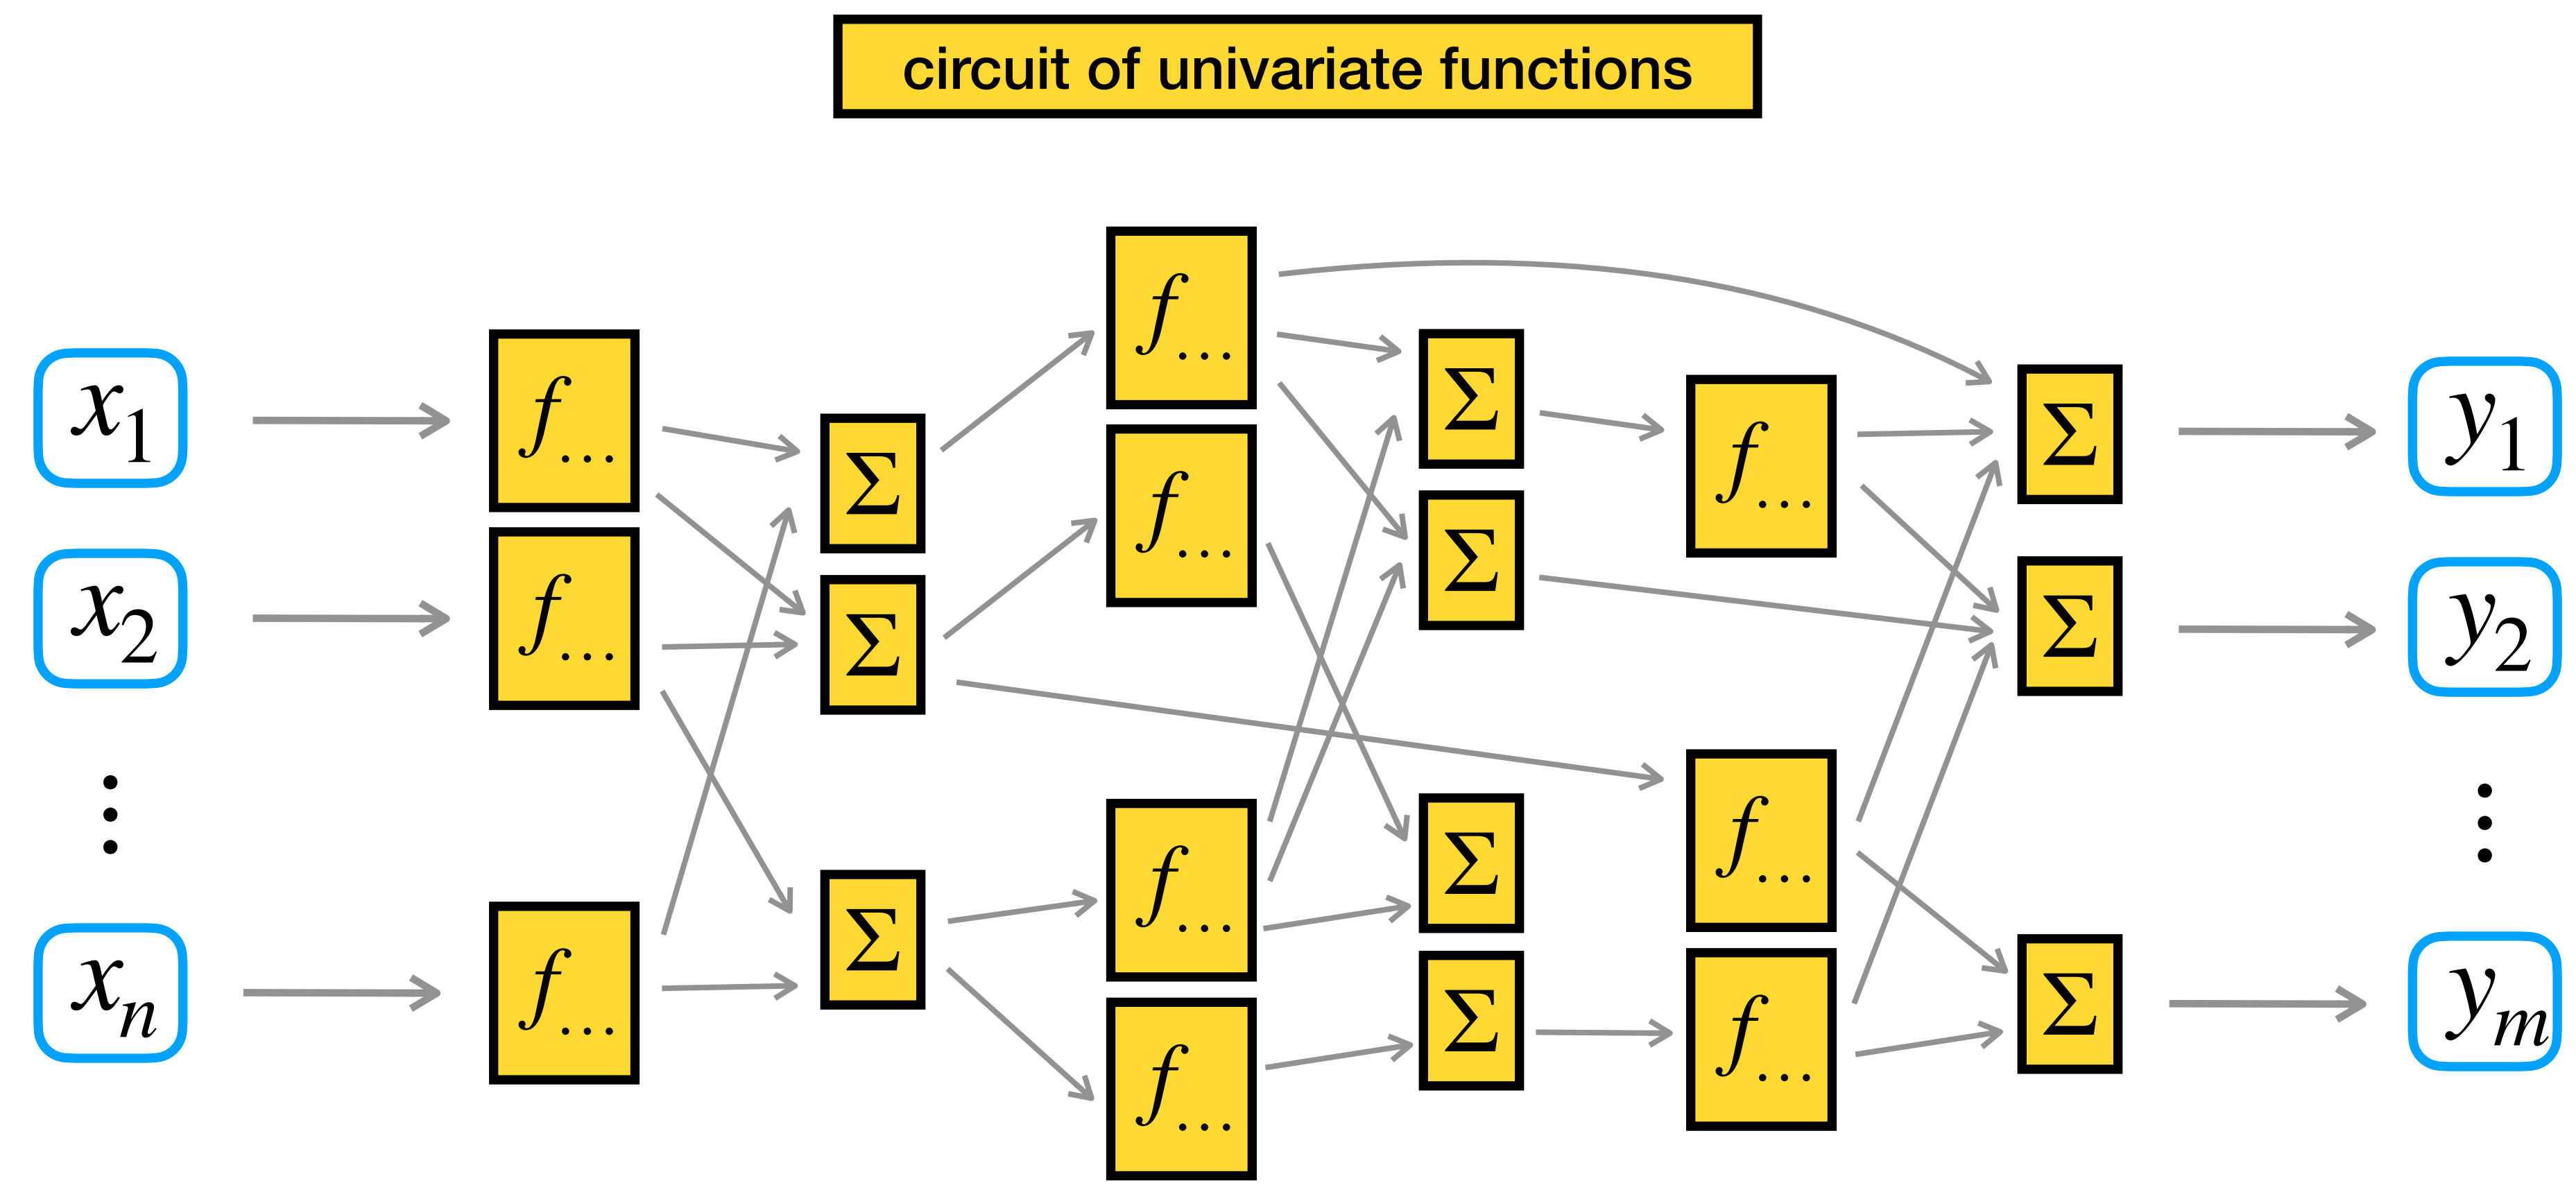 circuit of univariate functions
x₁
f...
f...
Σ
Σ
f...
f...
Σ
Σ
f...
Σ
Σ
y₁
x₂
f...
y₂
⋮
⋮
xₙ
f...
Σ
f...
f...
Σ
Σ
f...
f...
Σ
yₘ